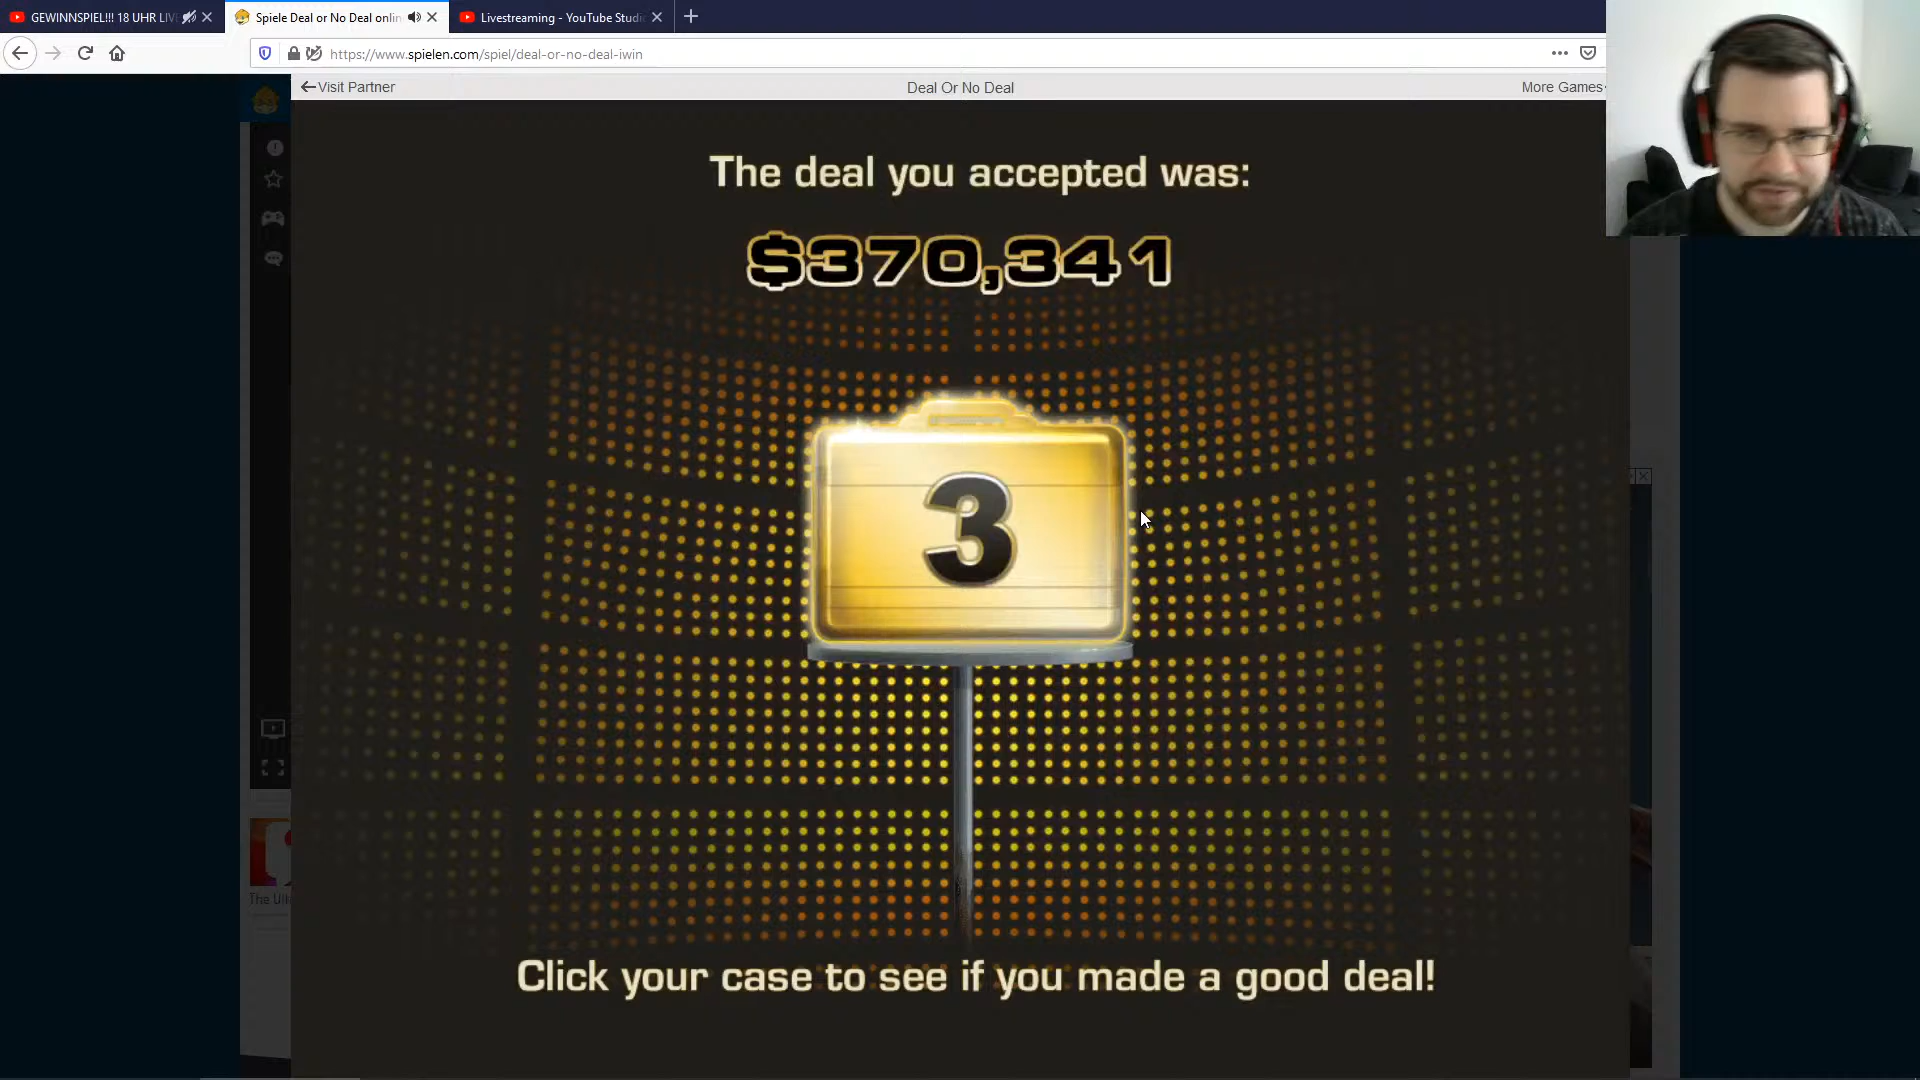 GEWINNSPIEL!!! 18 UHR LIV
Spiele Deal or No Deal onlin
Livestreaming - YouTube Studi
https://www.spielen.com/spiel/deal-or-no-deal-iwin
Visit Partner
Deal Or No Deal
More Games
The deal you accepted was:
$370,341
3
The Ult
Click your case to see if you made a good deal!